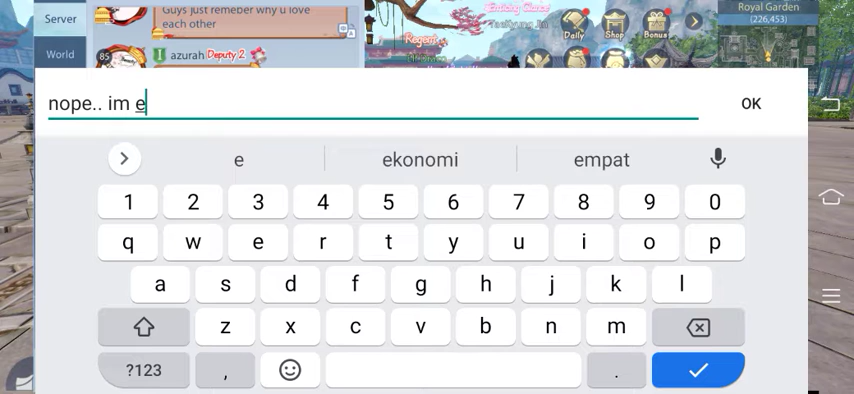 Server
World
Guys just remeber why u love
each other
85
azurah Deputy 2
Regent
Daily
Shop
Bonus
Royal Garden
(226,453)
nope.. im e
OK
e
ekonomi
empat
1 2 3 4 5 6 7 8 9 0
q w e r t y u i o p
a s d f g h j k l
z x c v b n m
?123 , .